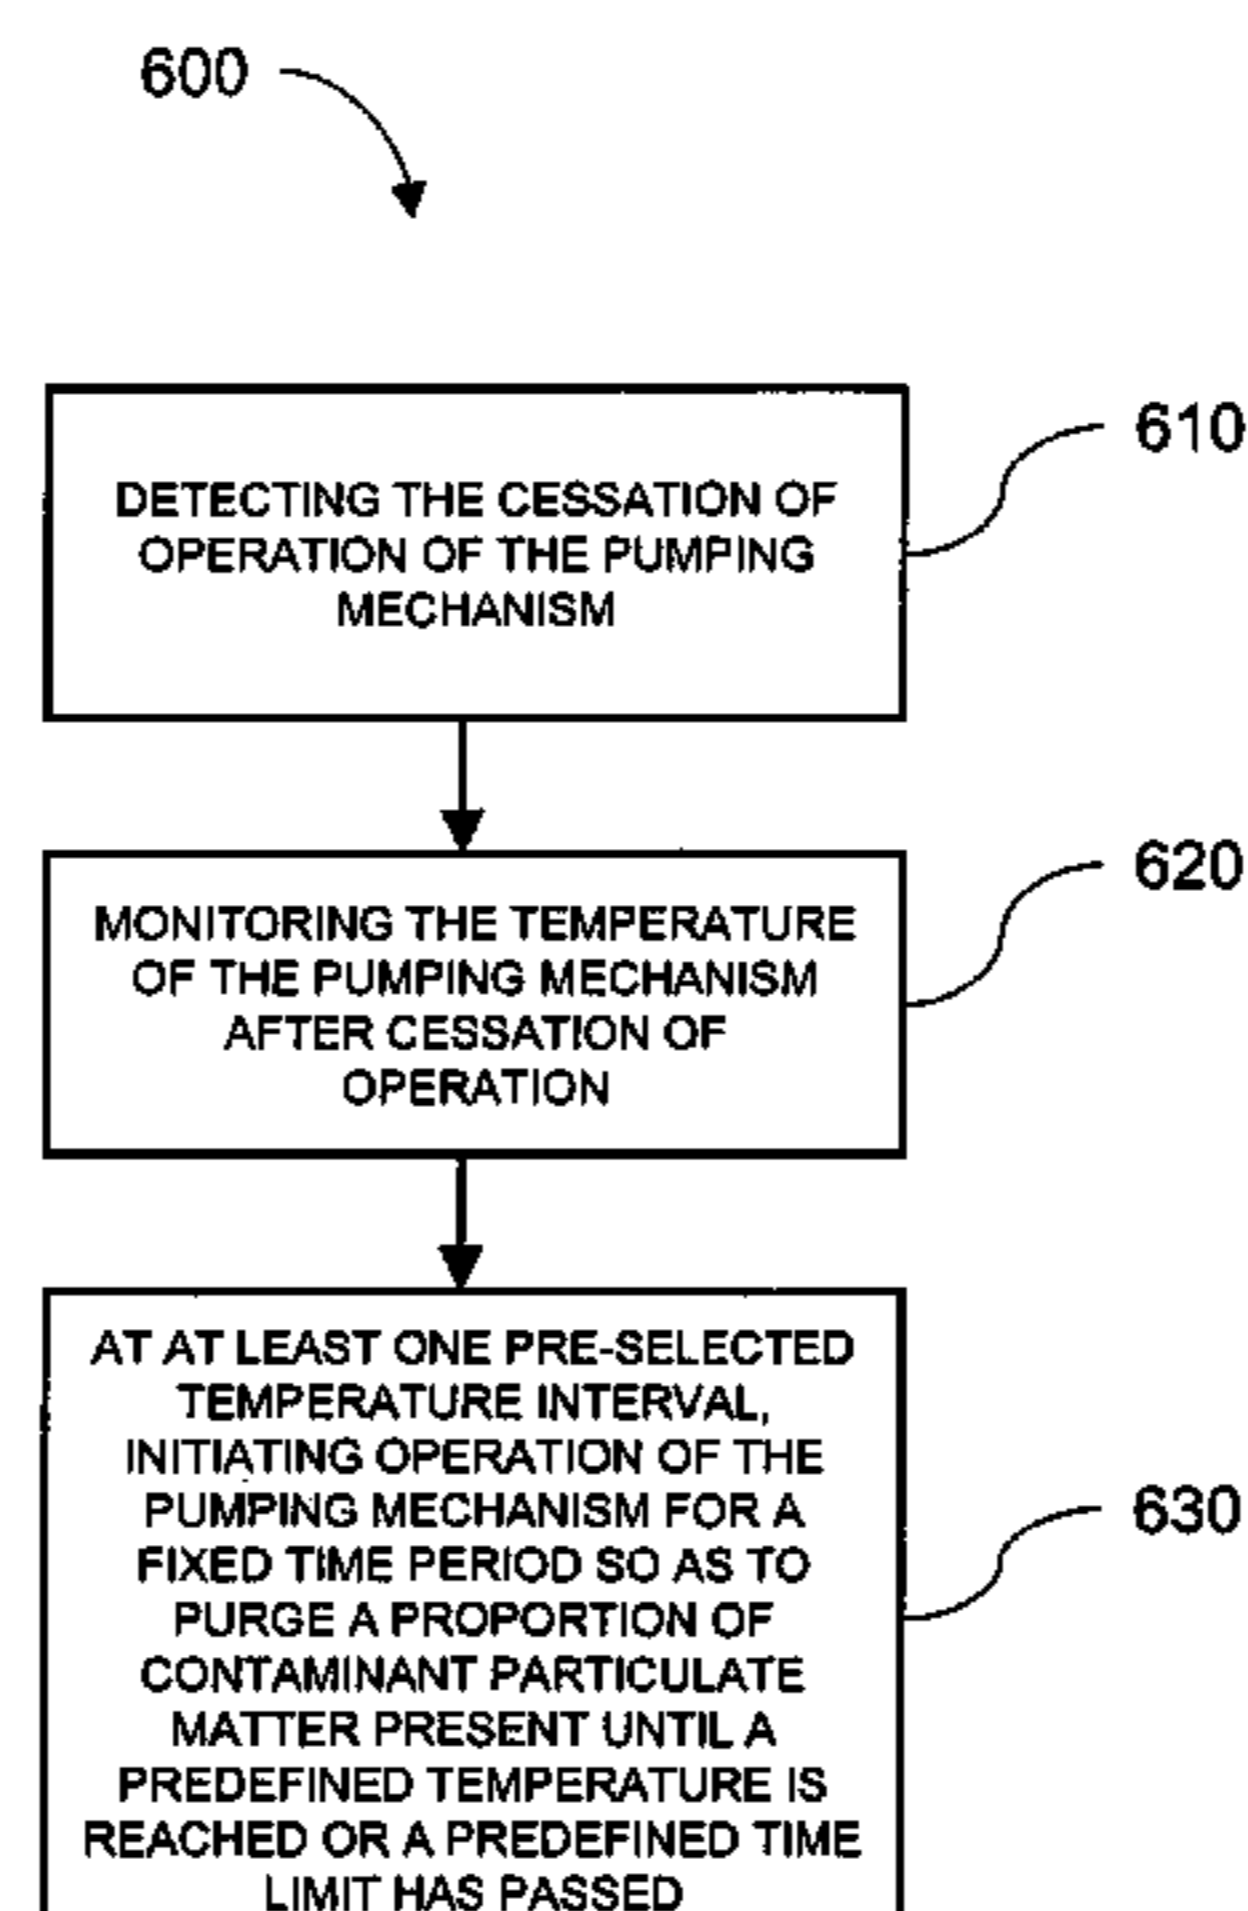 600
610
DETECTING THE CESSATION OF
OPERATION OF THE PUMPING
MECHANISM
620
MONITORING THE TEMPERATURE
OF THE PUMPING MECHANISM
AFTER CESSATION OF
OPERATION
630
AT AT LEAST ONE PRE-SELECTED
TEMPERATURE INTERVAL,
INITIATING OPERATION OF THE
PUMPING MECHANISM FOR A
FIXED TIME PERIOD SO AS TO
PURGE A PROPORTION OF
CONTAMINANT PARTICULATE
MATTER PRESENT UNTIL A
PREDEFINED TEMPERATURE IS
REACHED OR A PREDEFINED TIME
LIMIT HAS PASSED